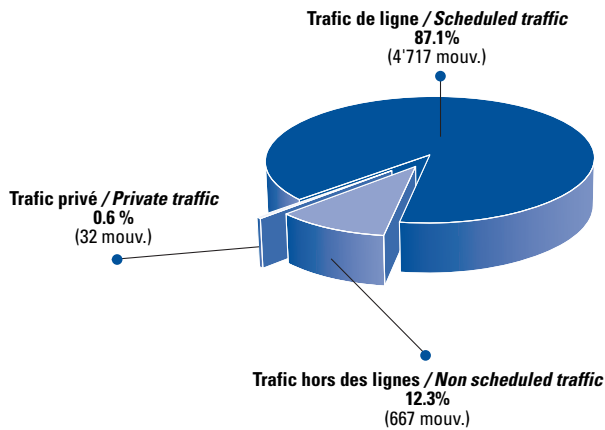 Trafic de ligne / Scheduled traffic
87.1%
(4'717 mouv.)
Trafic privé / Private traffic
0.6 %
(32 mouv.)
Trafic hors des lignes / Non scheduled traffic
12.3%
(667 mouv.)